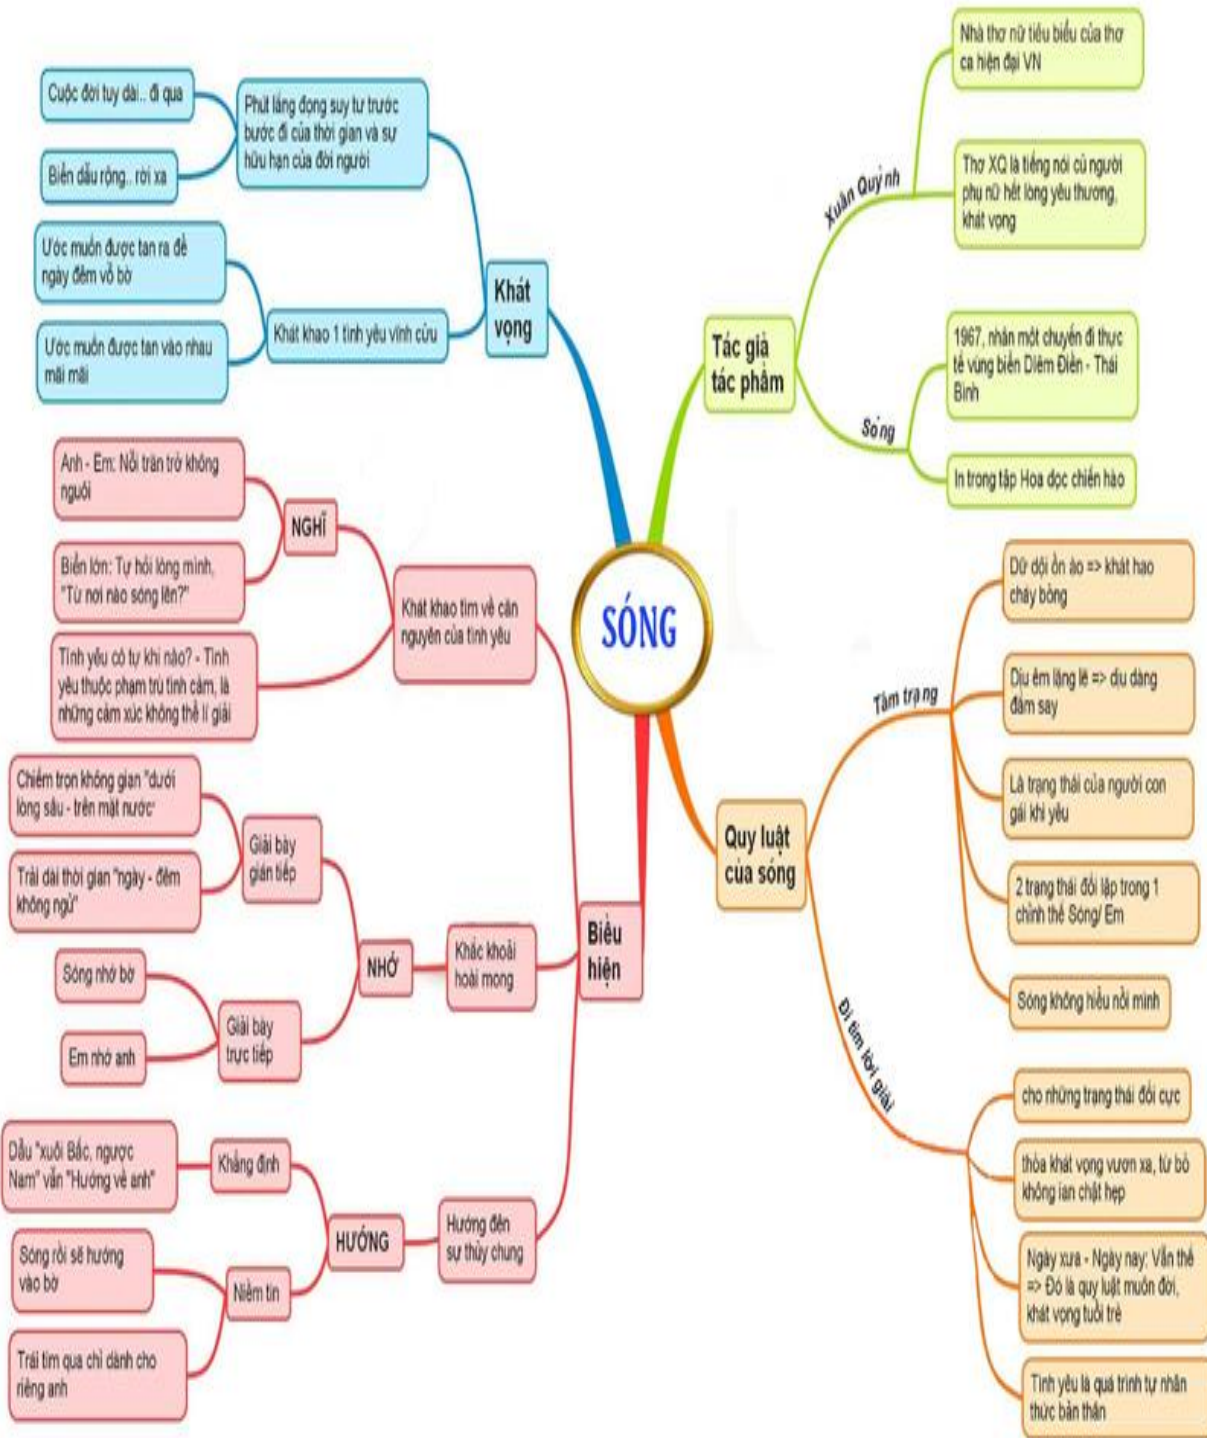 SÓNG
Tác giả
tác phẩm
Xuân Quỳnh
Nhà thơ nữ tiêu biểu của thơ
ca hiện đại VN
Thơ XQ là tiếng nói củ người
phụ nữ hết lòng yêu thương,
khát vọng
Sóng
1967, nhân một chuyến đi thực
tế vùng biển Diêm Điền - Thái
Bình
In trong tập Hoa dọc chiến hào
Quy luật
của sóng
Tâm trạng
Dữ dội ồn ào => khát hao
cháy bỏng
Dịu êm lặng lẽ => dịu dàng
đắm say
Là trạng thái của người con
gái khi yêu
2 trạng thái đối lập trong 1
chỉnh thể Sóng/ Em
Sóng không hiểu nổi mình
Đi tìm lời giải
cho những trạng thái đối cực
thỏa khát vọng vươn xa, từ bỏ
không ian chật hẹp
Ngày xưa - Ngày nay: Vẫn thế
=> Đó là quy luật muôn đời,
khát vọng tuổi trẻ
Tình yêu là quá trình tự nhân
thức bản thân
Biểu
hiện
Khát khao tìm về căn
nguyên của tình yêu
NGHĨ
Anh - Em: Nỗi trăn trở không
nguôi
Biển lớn: Tự hỏi lòng mình,
"Từ nơi nào sóng lên?"
Tình yêu có tự khi nào? - Tình
yêu thuộc phạm trù tình cảm, là
những cảm xúc không thể lí giải
Khắc khoải
hoài mong
NHỚ
Giãi bày
gián tiếp
Chiếm trọn không gian "dưới
lòng sâu - trên mặt nước"
Trải dài thời gian "ngày - đêm
không ngủ"
Giãi bày
trực tiếp
Sóng nhớ bờ
Em nhớ anh
Hướng đến
sự thủy chung
HƯỚNG
Khẳng định
Dẫu "xuôi Bắc, ngược
Nam" vẫn "Hướng về anh"
Niềm tin
Sóng rồi sẽ hướng
vào bờ
Trái tim qua chỉ dành cho
riêng anh
Khát
vọng
Phút lắng đọng suy tư trước
bước đi của thời gian và sự
hữu hạn của đời người
Cuộc đời tuy dài.. đi qua
Biển dẫu rộng.. rời xa
Khát khao 1 tình yêu vĩnh cửu
Ước muốn được tan ra để
ngày đêm vỗ bờ
Ước muốn được tan vào nhau
mãi mãi